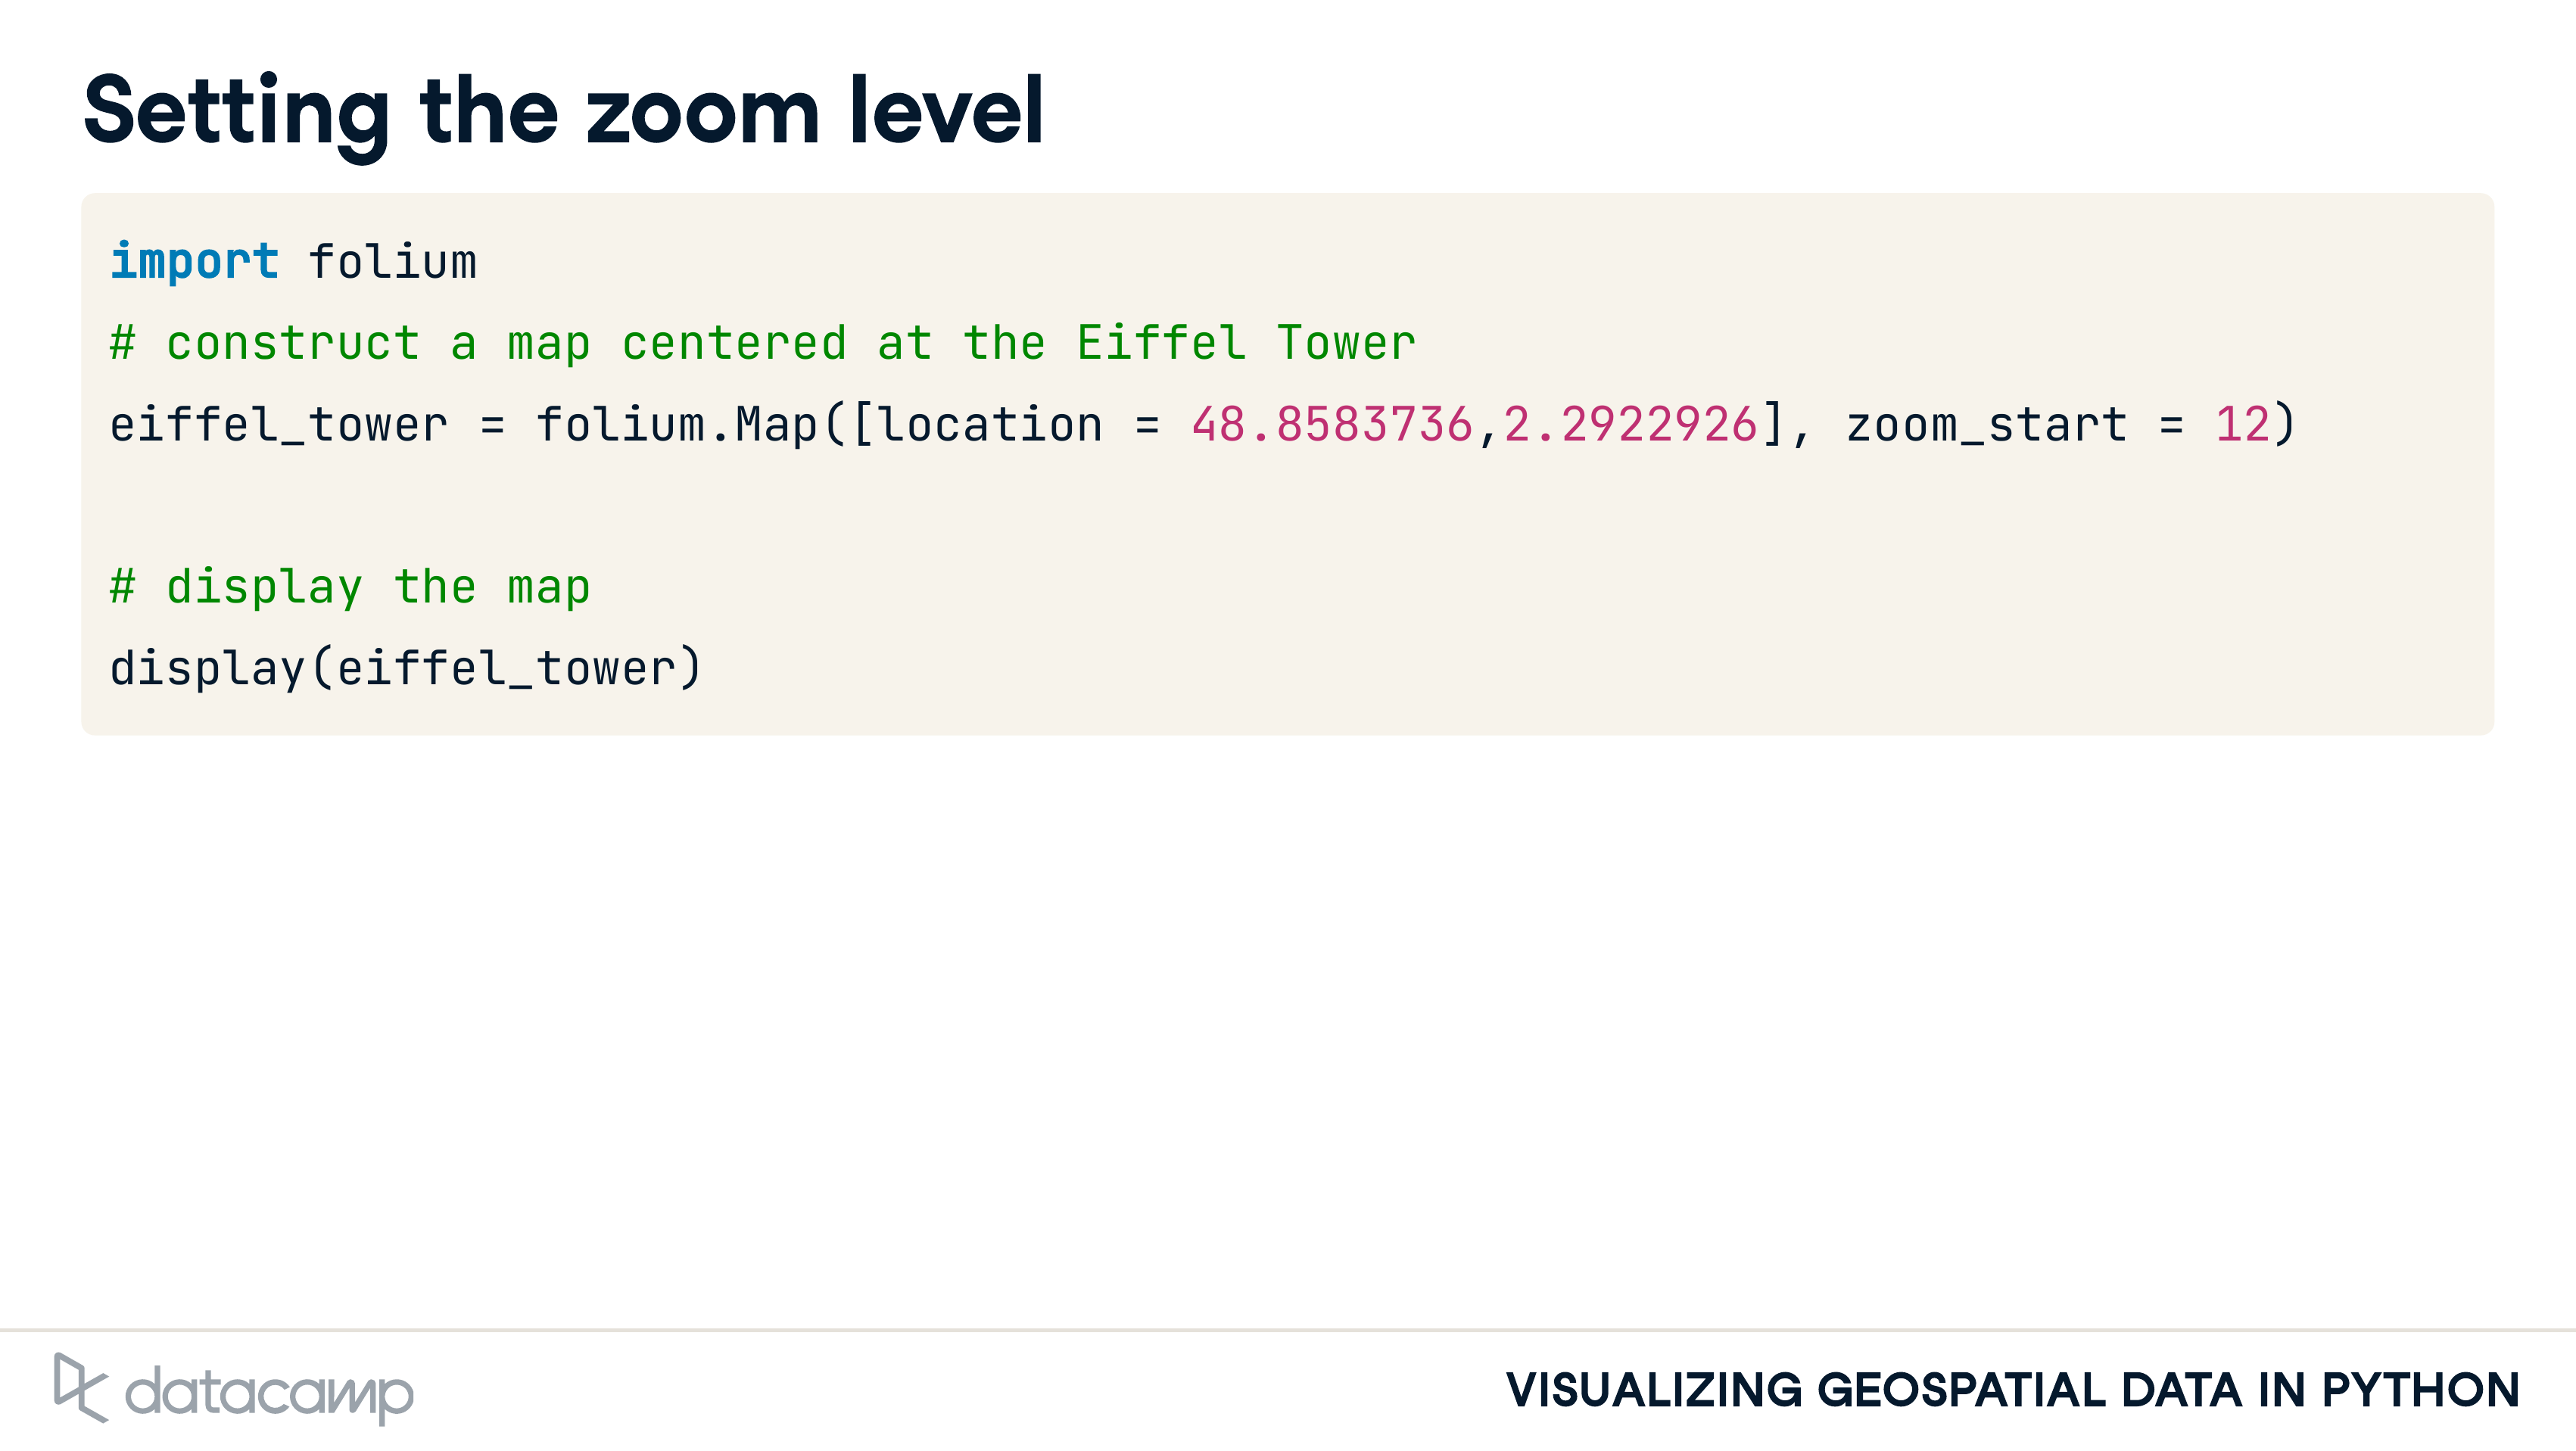 Setting the zoom level
import folium
# construct a map centered at the Eiffel Tower
eiffel_tower = folium.Map([location = 48.8583736,2.2922926], zoom_start = 12)
# display the map
display(eiffel_tower)
datacamp
VISUALIZING GEOSPATIAL DATA IN PYTHON